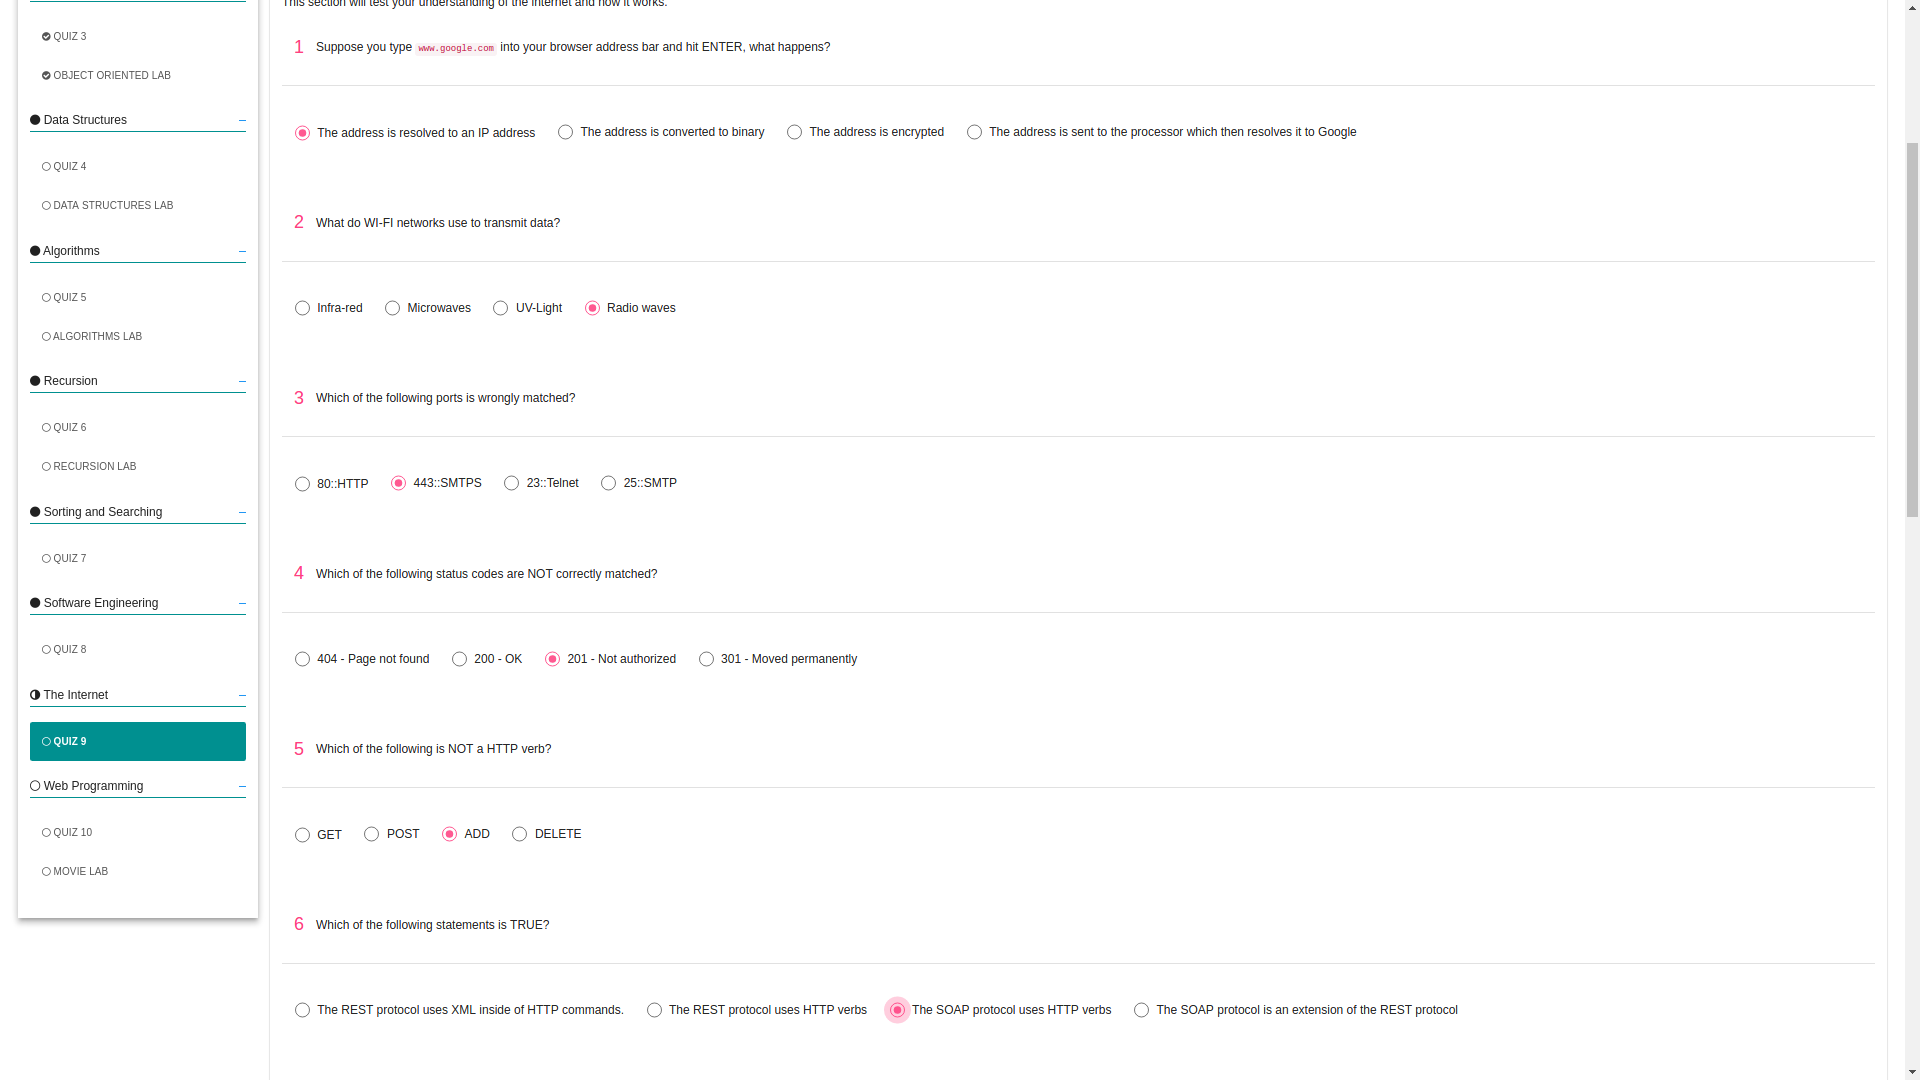 QUIZ 3
OBJECT ORIENTED LAB
Data Structures
QUIZ 4
DATA STRUCTURES LAB
Algorithms
QUIZ 5
ALGORITHMS LAB
Recursion
QUIZ 6
RECURSION LAB
Sorting and Searching
QUIZ 7
Software Engineering
QUIZ 8
The Internet
QUIZ 9
Web Programming
QUIZ 10
MOVIE LAB
This section will test your understanding of the internet and how it works.
1 Suppose you type www.google.com into your browser address bar and hit ENTER, what happens?
The address is resolved to an IP address The address is converted to binary The address is encrypted The address is sent to the processor which then resolves it to Google
2 What do WI-FI networks use to transmit data?
Infra-red Microwaves UV-Light Radio waves
3 Which of the following ports is wrongly matched?
80::HTTP 443::SMTPS 23::Telnet 25::SMTP
4 Which of the following status codes are NOT correctly matched?
404 - Page not found 200 - OK 201 - Not authorized 301 - Moved permanently
5 Which of the following is NOT a HTTP verb?
GET POST ADD DELETE
6 Which of the following statements is TRUE?
The REST protocol uses XML inside of HTTP commands. The REST protocol uses HTTP verbs The SOAP protocol uses HTTP verbs The SOAP protocol is an extension of the REST protocol